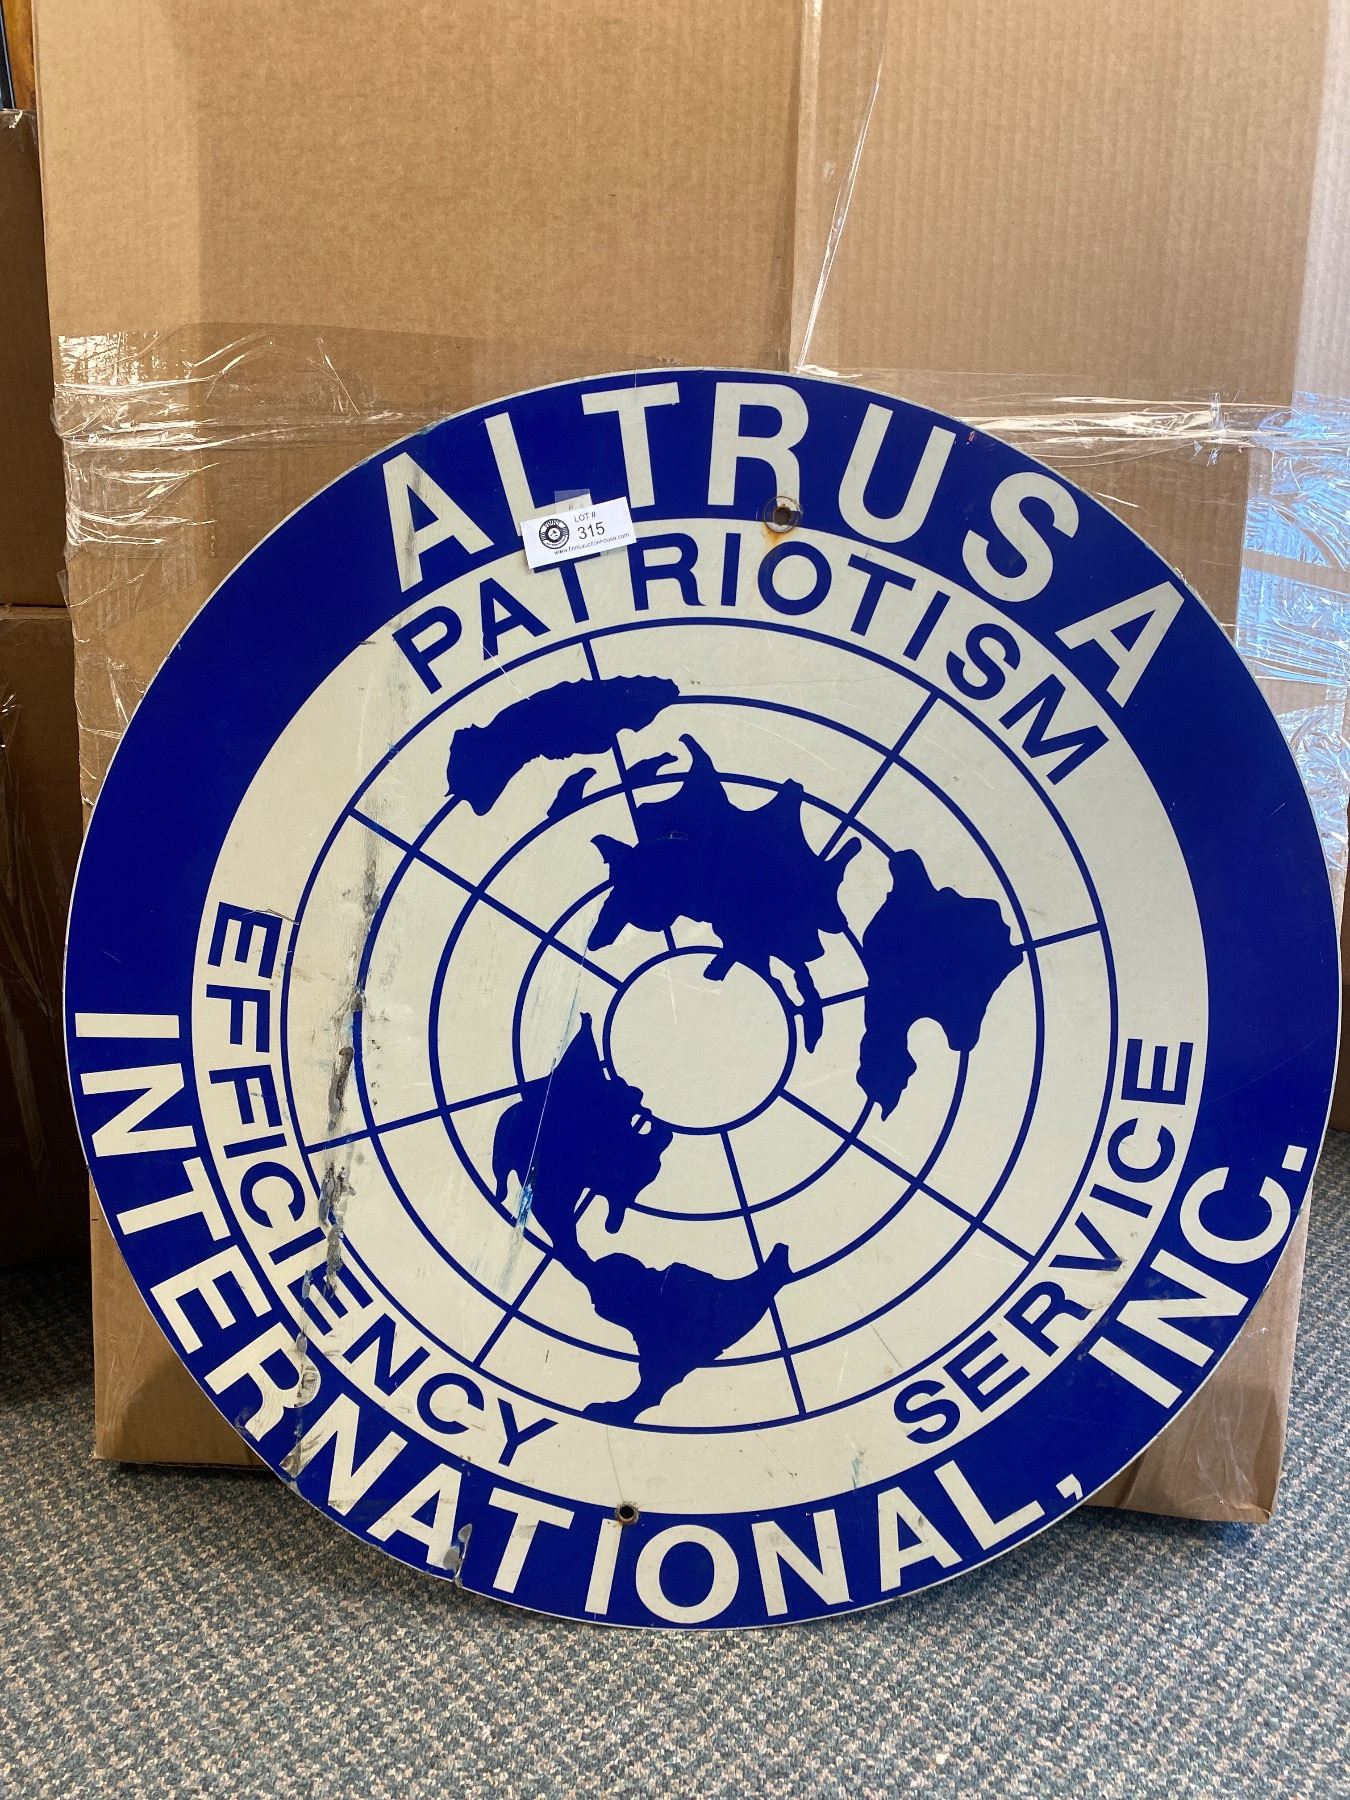 ALTRUSA
PATRIOTISM
EFFICIENCY
SERVICE
INTERNATIONAL, INC.
LOT #
315